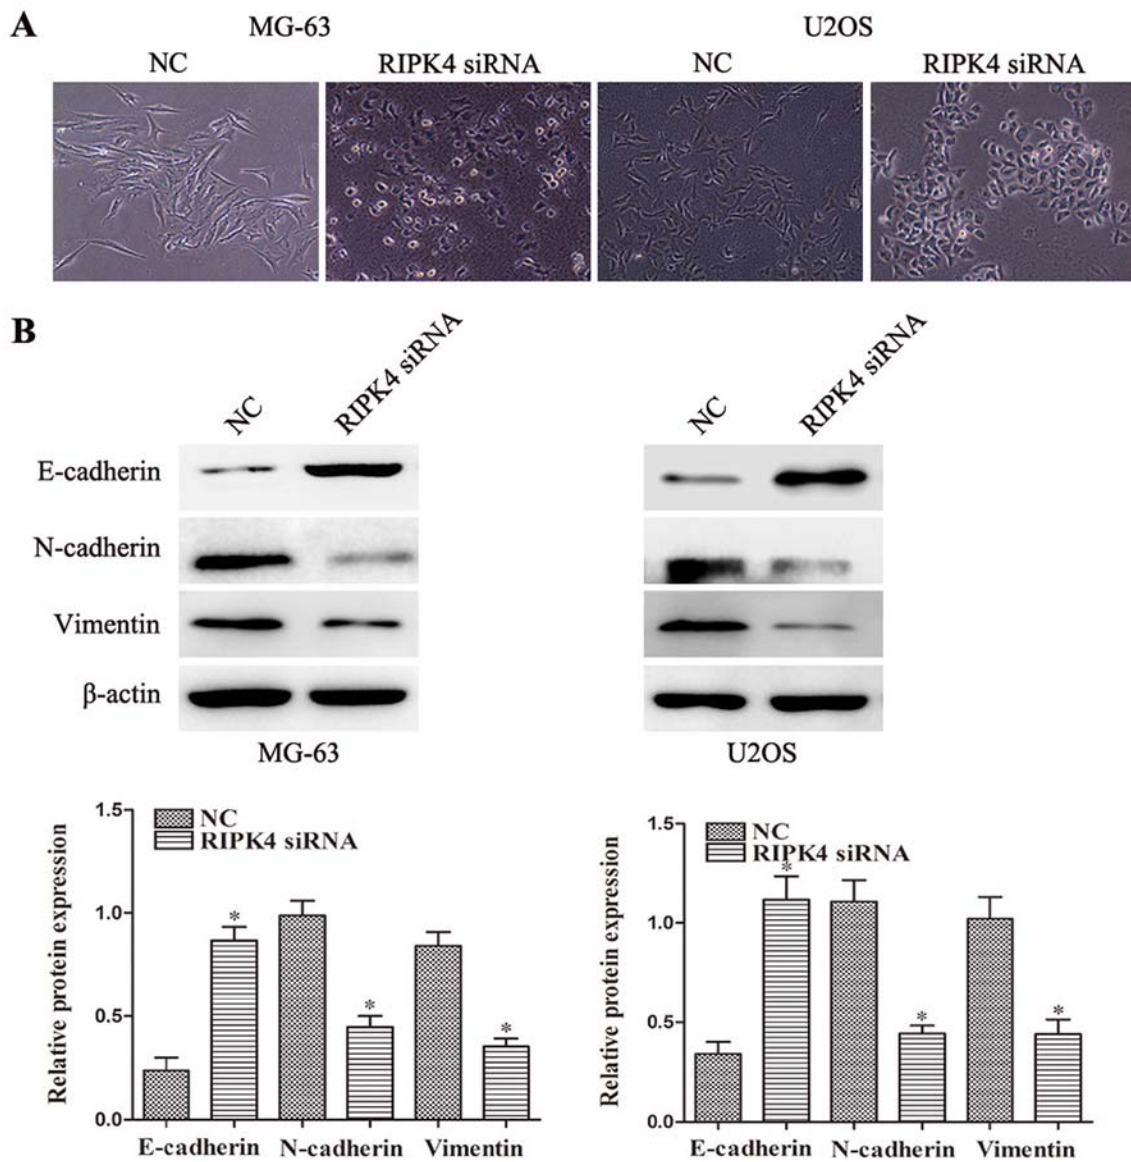 A
MG-63
U2OS
NC
RIPK4 siRNA
NC
RIPK4 siRNA
B
NC
RIPK4 siRNA
NC
RIPK4 siRNA
E-cadherin
N-cadherin
Vimentin
β-actin
MG-63
U2OS
Relative protein expression
1.5
1.0
0.5
0.0
NC
RIPK4 siRNA
*
*
*
E-cadherin
N-cadherin
Vimentin
Relative protein expression
1.5
1.0
0.5
0.0
NC
RIPK4 siRNA
*
*
*
E-cadherin
N-cadherin
Vimentin